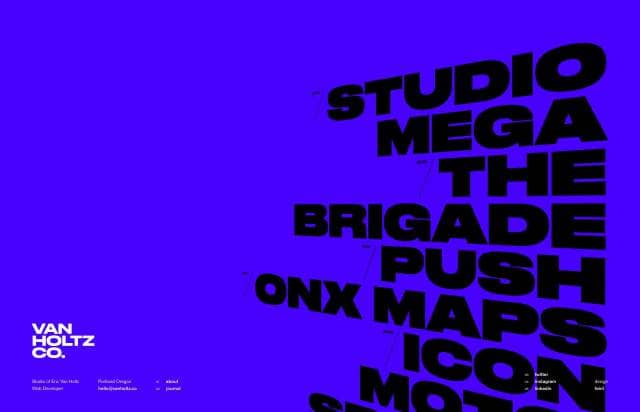 STUDIO
MEGA
THE
BRIGADE
PUSH
ONX MAPS
ICON
MOTO
VAN
HOLTZ
CO.
Studio of Eric Van Holtz
Web Developer
Portland Oregon
hello@vanholtz.co
about
journal
twitter
instagram
linkedin
design